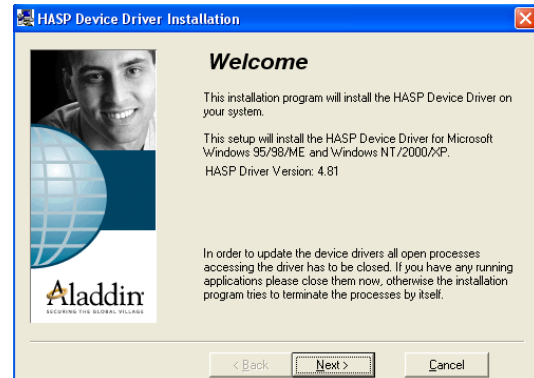 HASP Device Driver Installation
Welcome
This installation program will install the HASP Device Driver on
your system.
This setup will install the HASP Device Driver for Microsoft
Windows 95/98/ME and Windows NT/2000/XP.
HASP Driver Version: 4.81
In order to update the device drivers all open processes
accessing the driver has to be closed. If you have any running
applications please close them now, otherwise the installation
program tries to terminate the processes by itself.
Aladdin
SECURING THE GLOBAL VILLAGE
< Back
Next >
Cancel